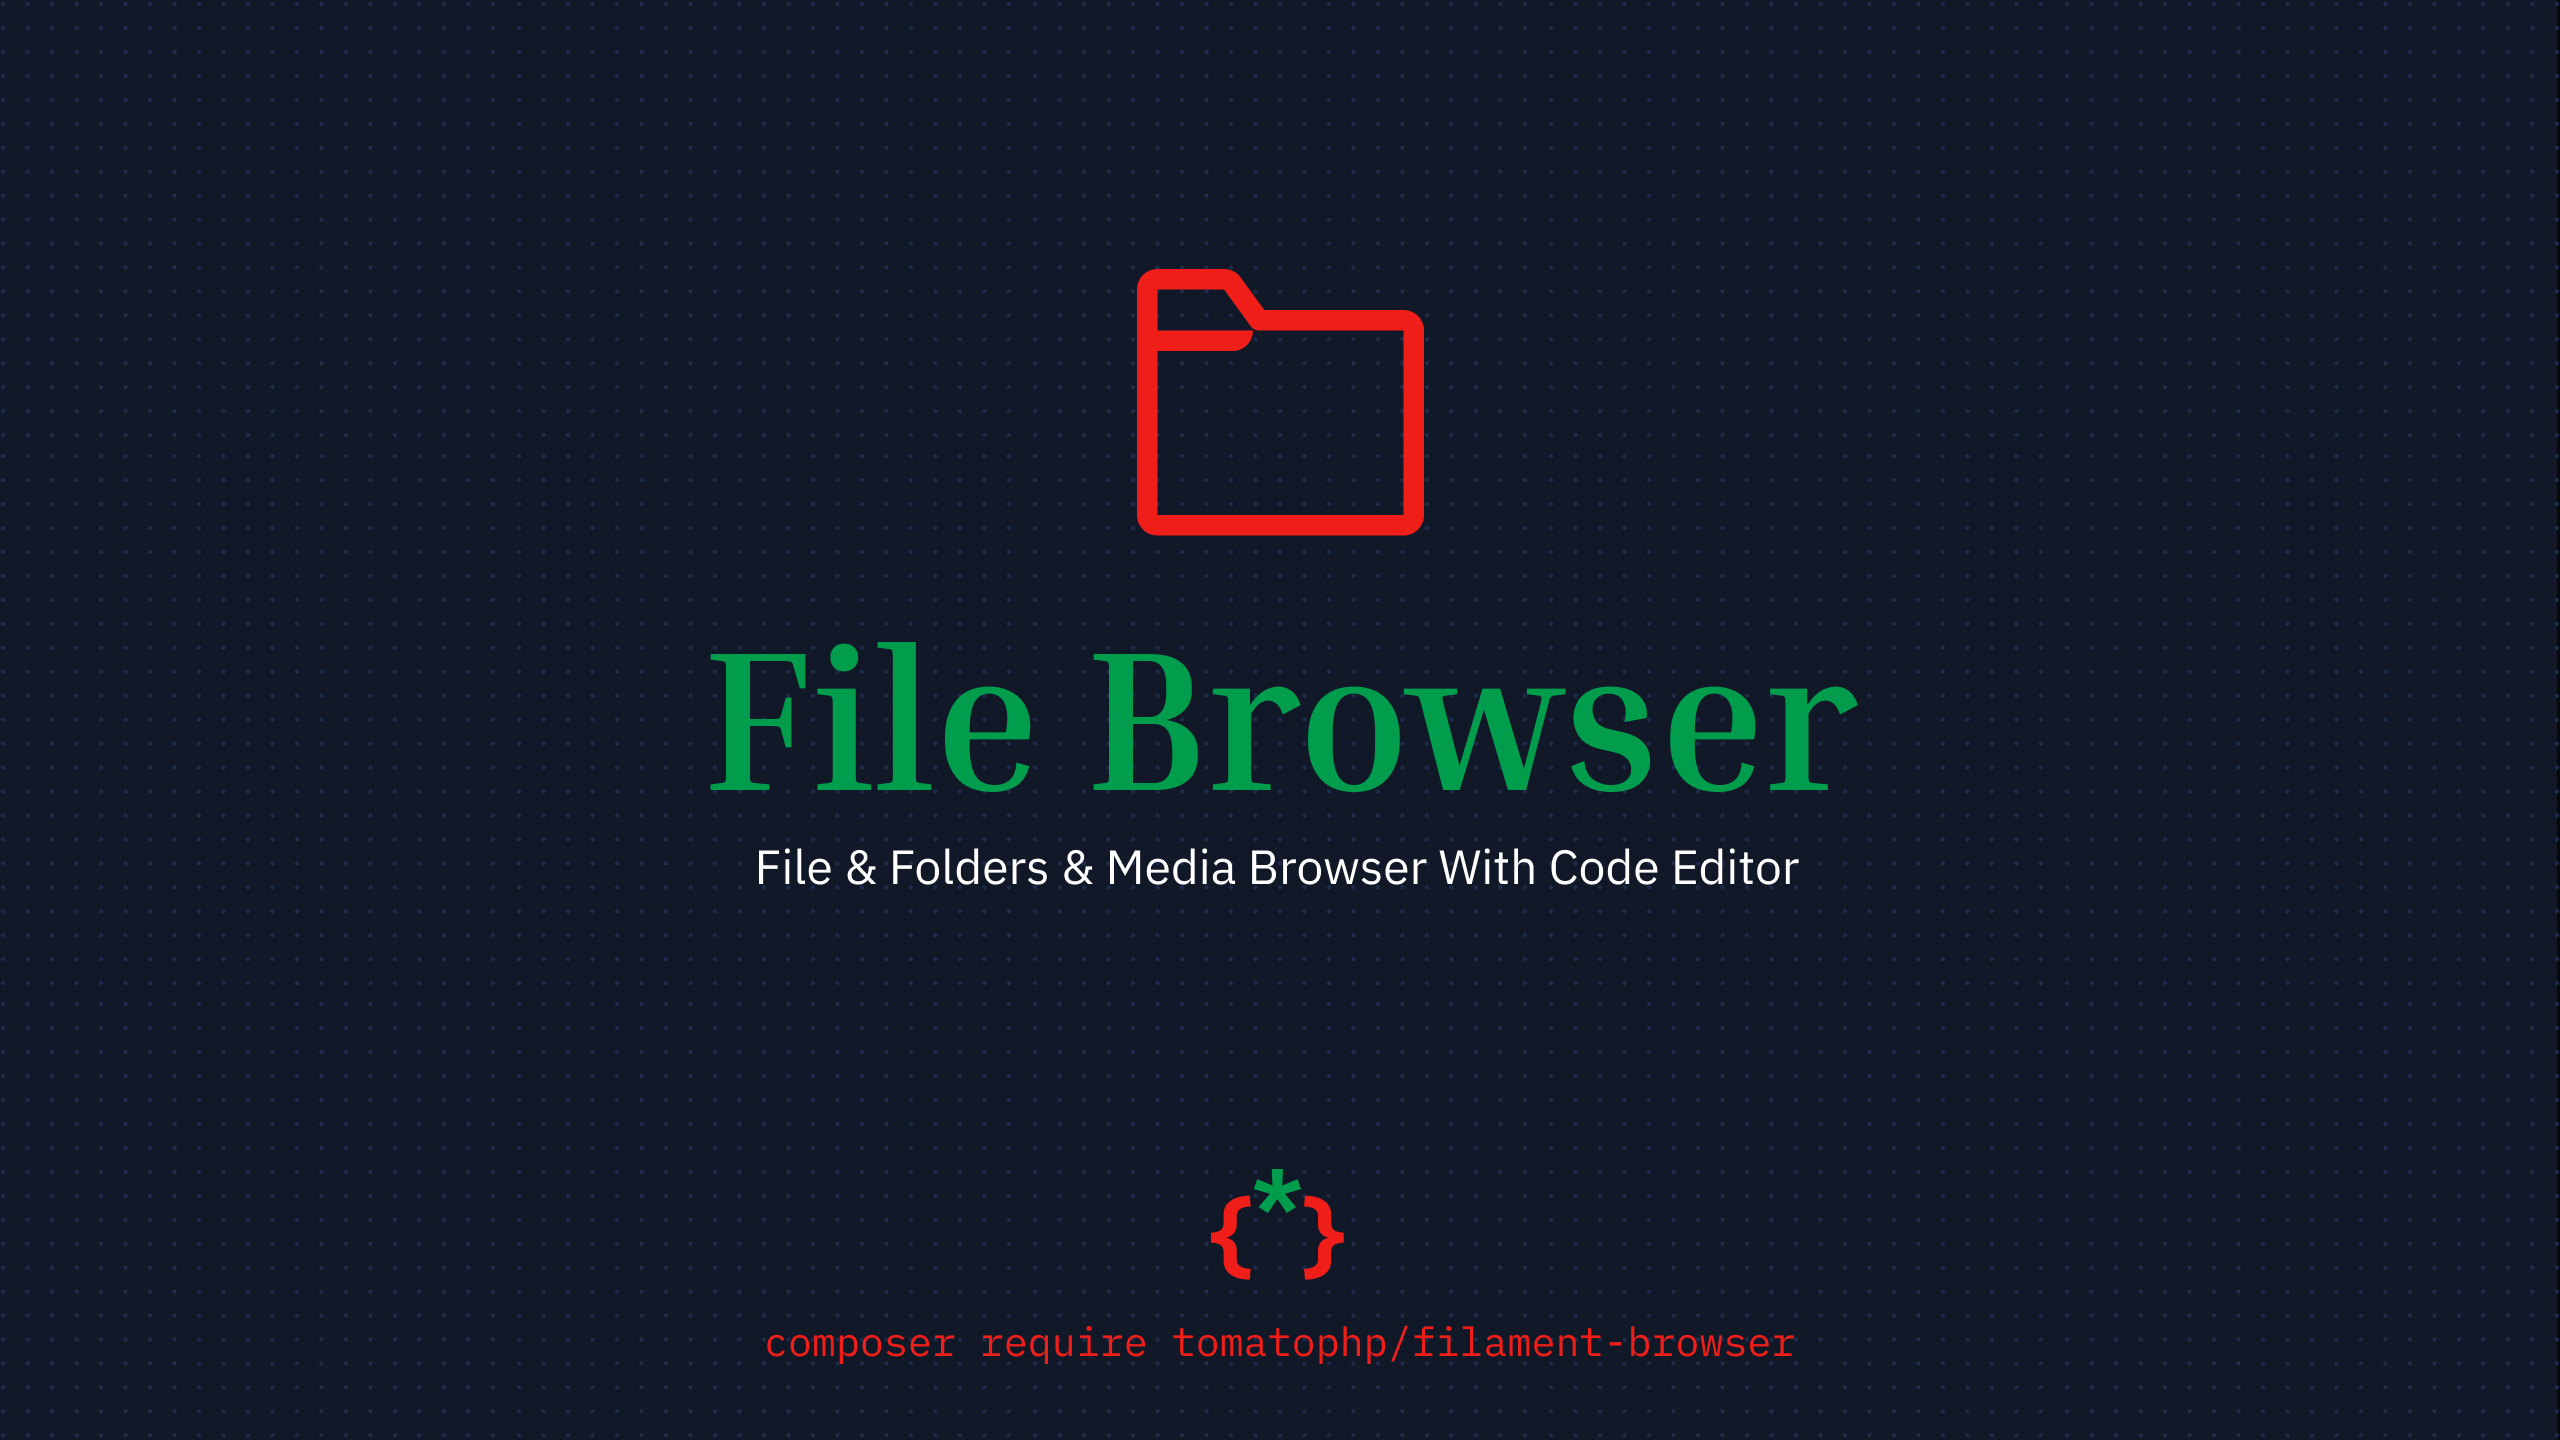 File Browser
File & Folders & Media Browser With Code Editor
{*}
composer require tomatophp/filament-browser